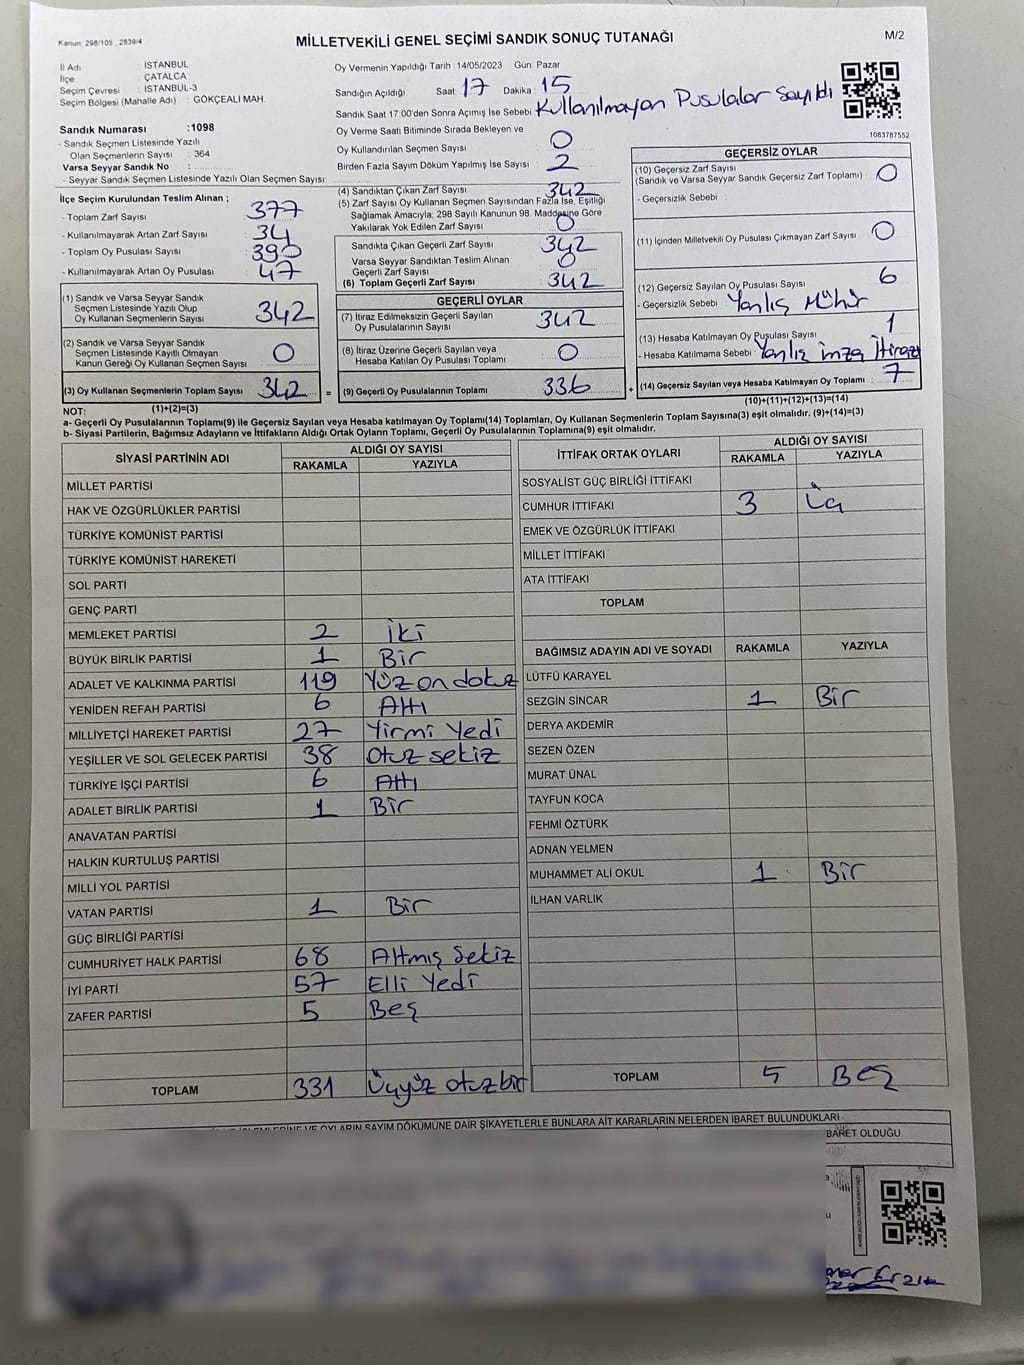 Kanun: 298/105 , 2839/4
MİLLETVEKİLİ GENEL SEÇİMİ SANDIK SONUÇ TUTANAĞI
M/2
İl Adı : İSTANBUL
İlçe : ÇATALCA
Seçim Çevresi : İSTANBUL-3
Seçim Bölgesi (Mahalle Adı) : GÖKÇEALİ MAH.
Sandık Numarası :1098
- Sandık Seçmen Listesinde Yazılı
Olan Seçmenlerin Sayısı : 364
Varsa Seyyar Sandık No :
- Seyyar Sandık Seçmen Listesinde Yazılı Olan Seçmen Sayısı:
Oy Vermenin Yapıldığı Tarih :14/05/2023 Gün: Pazar
Sandığın Açıldığı Saat 17 Dakika : 15
Sandık Saat 17:00'den Sonra Açımış İse Sebebi Kullanılmayan Pusulalar Sayıldı
Oy Verme Saati Bitiminde Sırada Bekleyen ve
Oy Kullandırılan Seçmen Sayısı 0
Birden Fazla Sayım Döküm Yapılmış İse Sayısı 2
1083787552
İlçe Seçim Kurulundan Teslim Alınan ;
- Toplam Zarf Sayısı 377
- Kullanılmayarak Artan Zarf Sayısı 34
- Toplam Oy Pusulası Sayısı 390
- Kullanılmayarak Artan Oy Pusulası 47
(4) Sandıktan Çıkan Zarf Sayısı 342
(5) Zarf Sayısı Oy Kullanan Seçmen Sayısından Fazla İse, Eşitliği
Sağlamak Amacıyla; 298 Sayılı Kanunun 98. Maddesine Göre
Yakılarak Yok Edilen Zarf Sayısı 0
Sandıkta Çıkan Geçerli Zarf Sayısı 342
Varsa Seyyar Sandıktan Teslim Alınan
Geçerli Zarf Sayısı 0
(6) Toplam Geçerli Zarf Sayısı 342
GEÇERSİZ OYLAR
(10) Geçersiz Zarf Sayısı
(Sandık ve Varsa Seyyar Sandık Geçersiz Zarf Toplamı) : 0
- Geçersizlik Sebebi :
(11) İçinden Milletvekili Oy Pusulası Çıkmayan Zarf Sayısı 0
(12) Geçersiz Sayılan Oy Pusulası Sayısı 6
- Geçersizlik Sebebi : Yanlış Mühür
(13) Hesaba Katılmayan Oy Pusulası Sayısı 1
- Hesaba Katılmama Sebebi : Yanlış imza İtirazı
(14) Geçersiz Sayılan veya Hesaba Katılmayan Oy Toplamı : 7
(10)+(11)+(12)+(13)=(14)
(1) Sandık ve Varsa Seyyar Sandık
Seçmen Listesinde Yazılı Olup
Oy Kullanan Seçmenlerin Sayısı 342
(2) Sandık ve Varsa Seyyar Sandık
Seçmen Listesinde Kayıtlı Olmayan
Kanun Gereği Oy Kullanan Seçmen Sayısı 0
(3) Oy Kullanan Seçmenlerin Toplam Sayısı 342 =
(1)+(2)=(3)
GEÇERLİ OYLAR
(7) İtiraz Edilmeksizin Geçerli Sayılan
Oy Pusulalarının Sayısı 342
(8) İtiraz Üzerine Geçerli Sayılan veya
Hesaba Katılan Oy Pusulası Toplamı 0
(9) Geçerli Oy Pusulalarının Toplamı 336 +
NOT:
a- Geçerli Oy Pusulalarının Toplamı(9) ile Geçersiz Sayılan veya Hesaba katılmayan Oy Toplamı(14) Toplamları, Oy Kullanan Seçmenlerin Toplam Sayısına(3) eşit olmalıdır. (9)+(14)=(3)
b- Siyasi Partilerin, Bağımsız Adayların ve İttifakların Aldığı Ortak Oyların Toplamı, Geçerli Oy Pusulalarının Toplamına(9) eşit olmalıdır.
SİYASİ PARTİNİN ADI ALDIĞI OY SAYISI
RAKAMLA YAZIYLA
MİLLET PARTİSİ
HAK VE ÖZGÜRLÜKLER PARTİSİ
TÜRKİYE KOMÜNİST PARTİSİ
TÜRKİYE KOMÜNİST HAREKETİ
SOL PARTİ
GENÇ PARTİ
MEMLEKET PARTİSİ 2 İki
BÜYÜK BİRLİK PARTİSİ 1 Bir
ADALET VE KALKINMA PARTİSİ 119 Yüz on dokuz
YENİDEN REFAH PARTİSİ 6 Altı
MİLLİYETÇİ HAREKET PARTİSİ 27 Yirmi Yedi
YEŞİLLER VE SOL GELECEK PARTİSİ 38 Otuz sekiz
TÜRKİYE İŞÇİ PARTİSİ 6 Altı
ADALET BİRLİK PARTİSİ 1 Bir
ANAVATAN PARTİSİ
HALKIN KURTULUŞ PARTİSİ
MİLLİ YOL PARTİSİ
VATAN PARTİSİ 1 Bir
GÜÇ BİRLİĞİ PARTİSİ
CUMHURİYET HALK PARTİSİ 68 Altmış Sekiz
İYİ PARTİ 57 Elli Yedi
ZAFER PARTİSİ 5 Beş
TOPLAM 331 Üçyüz otuz bir
İTTİFAK ORTAK OYLARI ALDIĞI OY SAYISI
RAKAMLA YAZIYLA
SOSYALİST GÜÇ BİRLİĞİ İTTİFAKI
CUMHUR İTTİFAKI 3 Üç
EMEK VE ÖZGÜRLÜK İTTİFAKI
MİLLET İTTİFAKI
ATA İTTİFAKI
TOPLAM
BAĞIMSIZ ADAYIN ADI VE SOYADI RAKAMLA YAZIYLA
LÜTFÜ KARAYEL
SEZGİN SİNCAR 1 Bir
DERYA AKDEMİR
SEZEN ÖZEN
MURAT ÜNAL
TAYFUN KOCA
FEHMİ ÖZTÜRK
ADNAN YELMEN
MUHAMMET ALİ OKUL 1 Bir
İLHAN VARLIK
TOPLAM 5 Beş
OYLARIN SAYIM DÖKÜMÜNE DAİR ŞİKAYETLERLE BUNLARA AİT KARARLARIN NELERDEN İBARET BULUNDUKLARI
BARET OLDUĞU